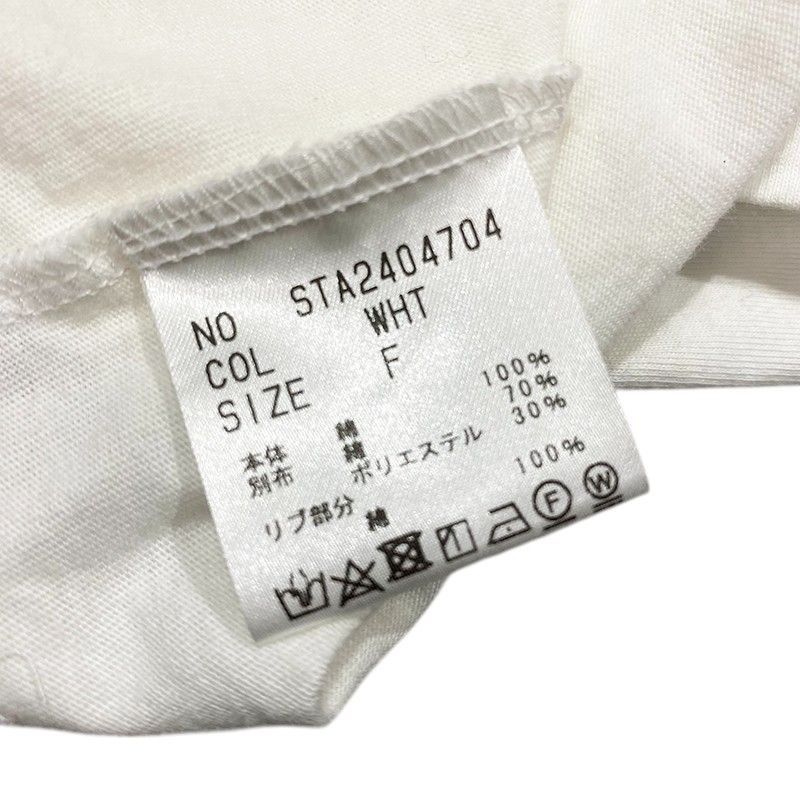 NO STA2404704
COL WHT
SIZE F
本体 綿 100%
別布 綿 70%
ポリエステル 30%
リブ部分 綿 100%
F W